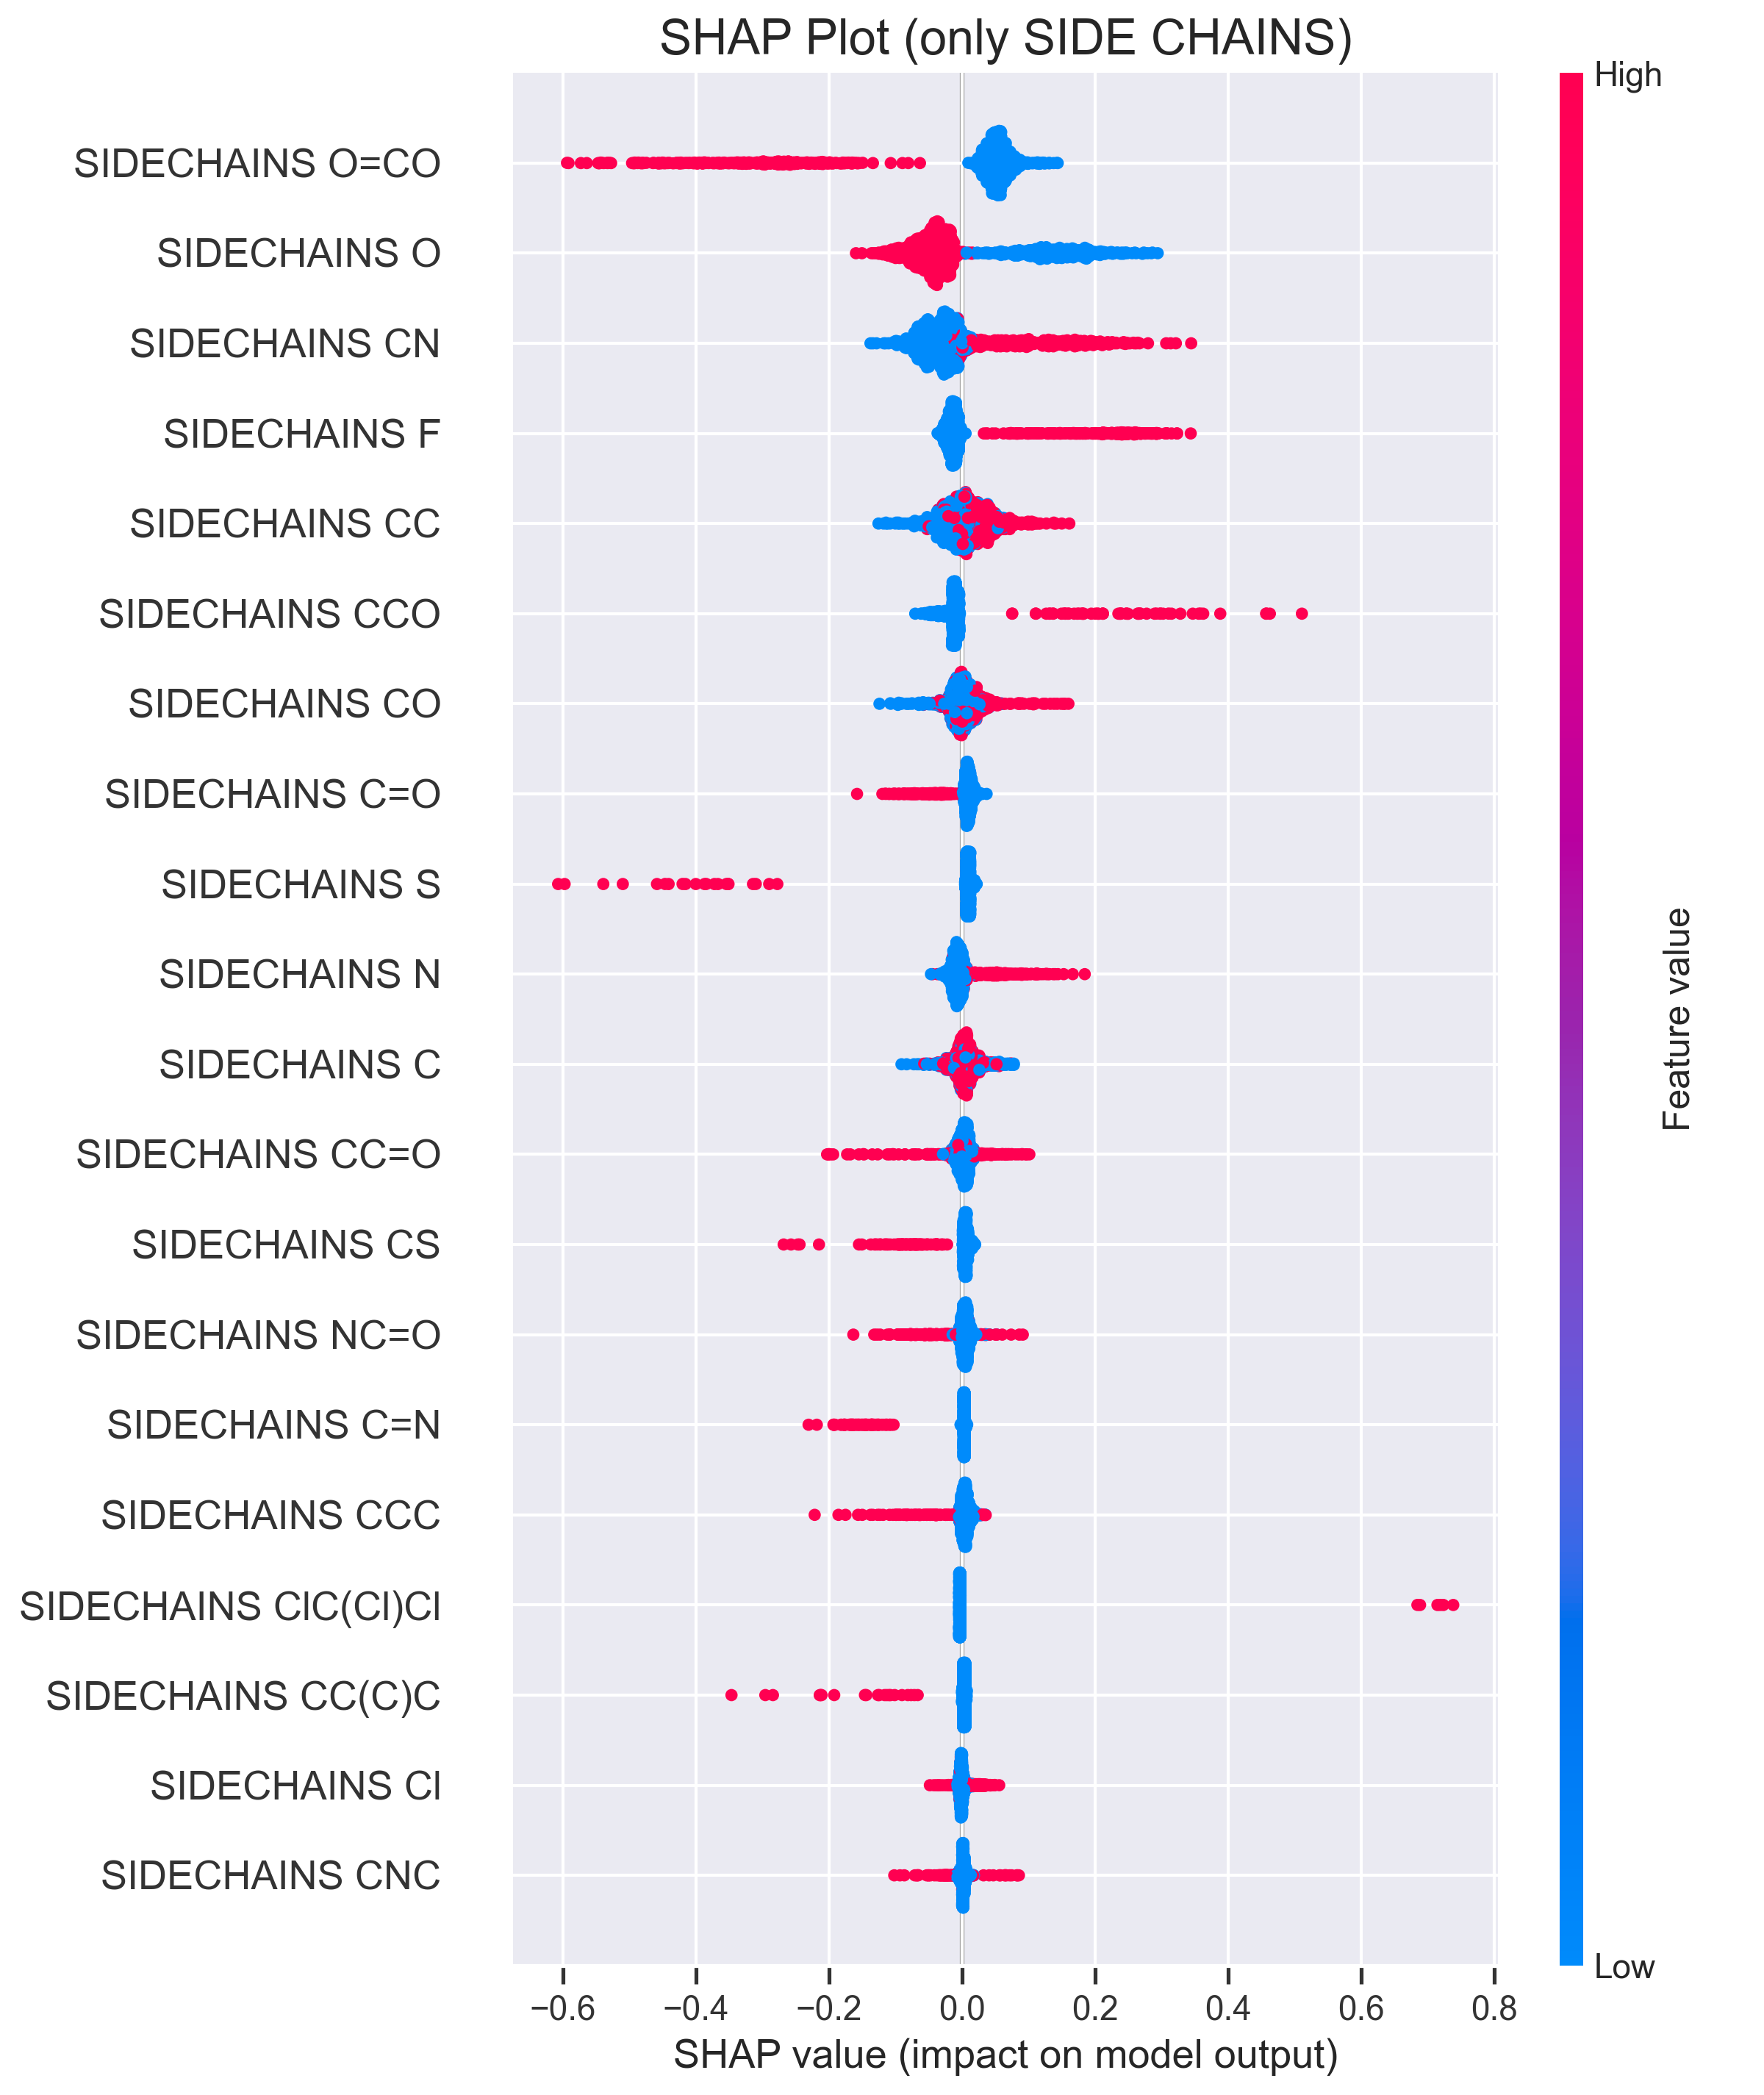 SHAP Plot (only SIDE CHAINS)
High
SIDECHAINS O=CO
SIDECHAINS O
SIDECHAINS CN
SIDECHAINS F
SIDECHAINS CC
SIDECHAINS CCO
SIDECHAINS CO
SIDECHAINS C=O
SIDECHAINS S
SIDECHAINS N
SIDECHAINS C
SIDECHAINS CC=O
SIDECHAINS CS
SIDECHAINS NC=O
SIDECHAINS C=N
SIDECHAINS CCC
SIDECHAINS ClC(Cl)Cl
SIDECHAINS CC(C)C
SIDECHAINS Cl
SIDECHAINS CNC
Feature value
Low
−0.6 −0.4 −0.2 0.0 0.2 0.4 0.6 0.8
SHAP value (impact on model output)